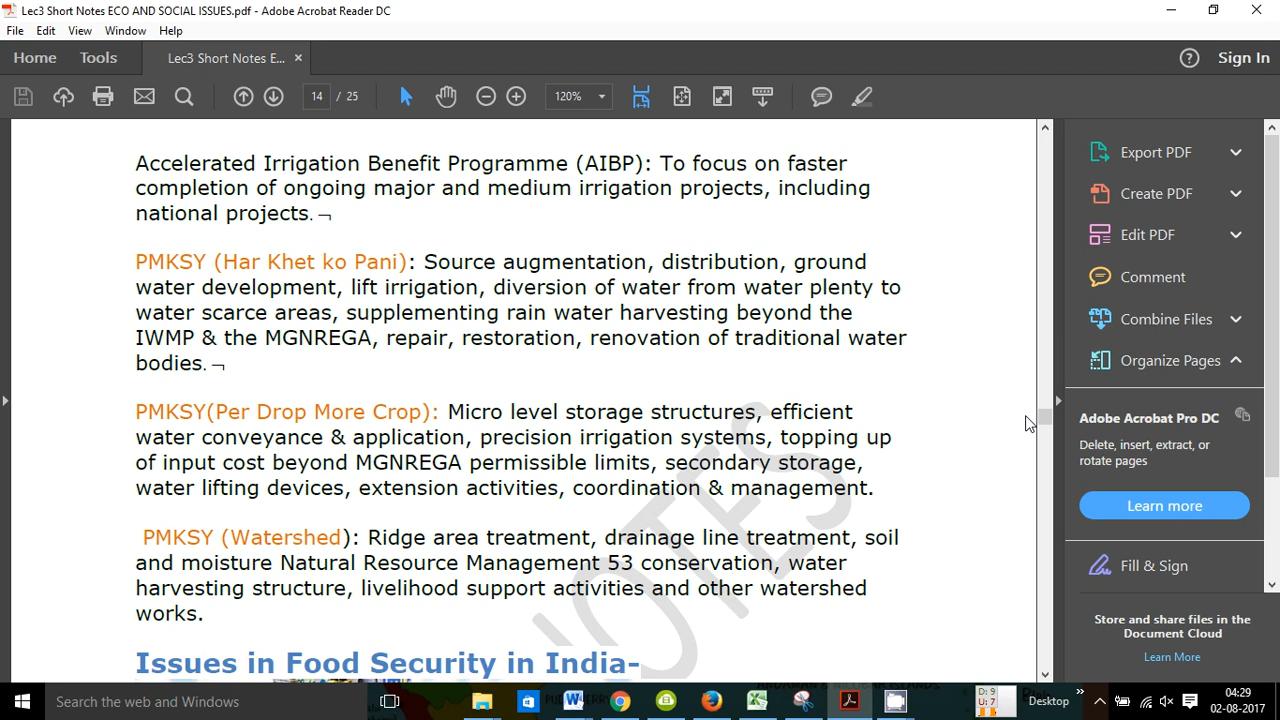 Lec3 Short Notes ECO AND SOCIAL ISSUES.pdf - Adobe Acrobat Reader DC
File Edit View Window Help
Home Tools Lec3 Short Notes E... × Sign In
14 / 25 120%
Accelerated Irrigation Benefit Programme (AIBP): To focus on faster
completion of ongoing major and medium irrigation projects, including
national projects. ¬
PMKSY (Har Khet ko Pani): Source augmentation, distribution, ground
water development, lift irrigation, diversion of water from water plenty to
water scarce areas, supplementing rain water harvesting beyond the
IWMP & the MGNREGA, repair, restoration, renovation of traditional water
bodies. ¬
PMKSY(Per Drop More Crop): Micro level storage structures, efficient
water conveyance & application, precision irrigation systems, topping up
of input cost beyond MGNREGA permissible limits, secondary storage,
water lifting devices, extension activities, coordination & management.
PMKSY (Watershed): Ridge area treatment, drainage line treatment, soil
and moisture Natural Resource Management 53 conservation, water
harvesting structure, livelihood support activities and other watershed
works.
Issues in Food Security in India-
NOTES
Export PDF
Create PDF
Edit PDF
Comment
Combine Files
Organize Pages
Adobe Acrobat Pro DC
Delete, insert, extract, or
rotate pages
Learn more
Fill & Sign
Store and share files in the
Document Cloud
Learn More
Search the web and Windows
D: 9
U: 7
Desktop
04:29
02-08-2017